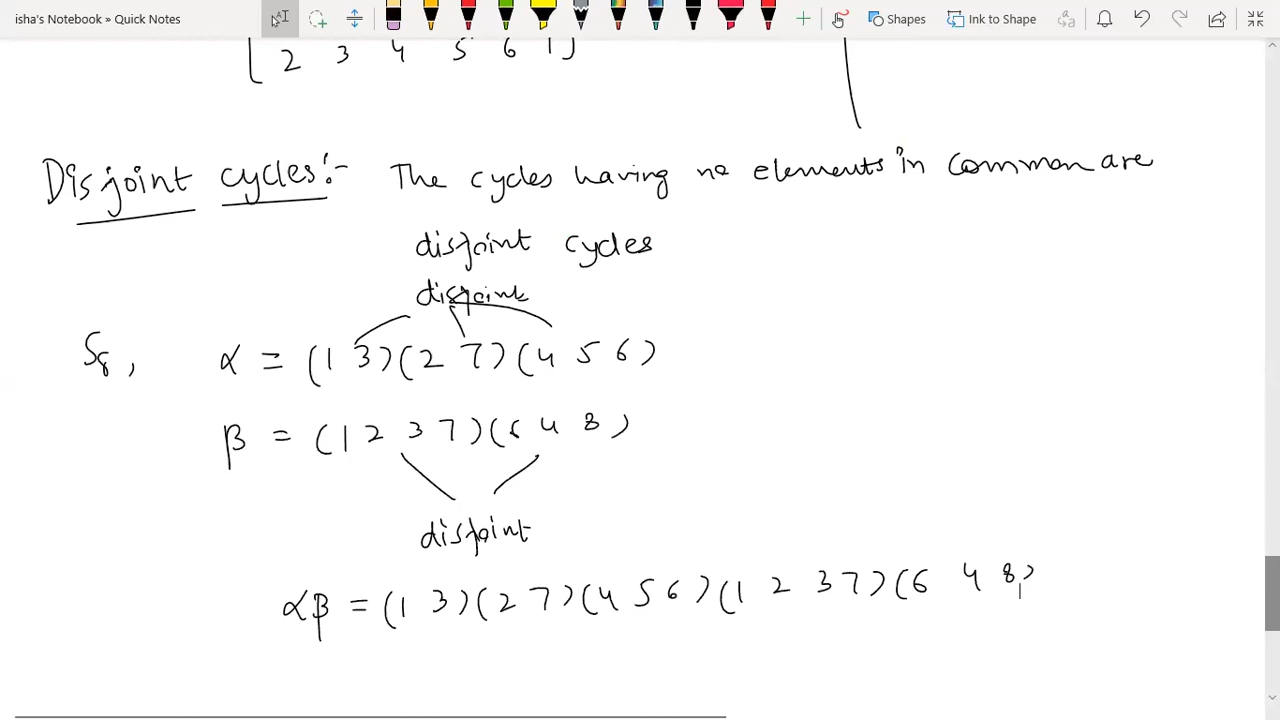 isha's Notebook » Quick Notes
Shapes Ink to Shape
2 3 4 5 6 1
Disjoint cycles:- The cycles having no elements in common are
disjoint cycles
disjoint
S8, α = (1 3)(2 7)(4 5 6)
β = (1 2 3 7)(6 4 8)
disjoint
αβ = (1 3)(2 7)(4 5 6)(1 2 3 7)(6 4 8)